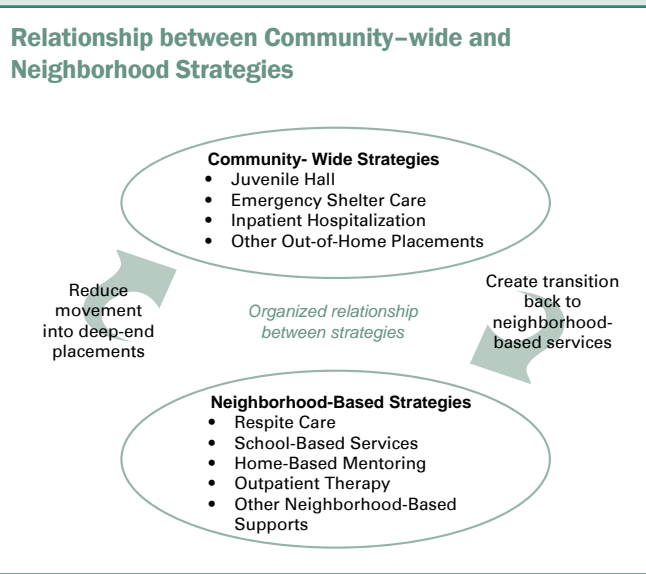 Relationship between Community–wide and
Neighborhood Strategies
Community- Wide Strategies
• Juvenile Hall
• Emergency Shelter Care
• Inpatient Hospitalization
• Other Out-of-Home Placements
Reduce
movement
into deep-end
placements
Organized relationship
between strategies
Create transition
back to
neighborhood-
based services
Neighborhood-Based Strategies
• Respite Care
• School-Based Services
• Home-Based Mentoring
• Outpatient Therapy
• Other Neighborhood-Based
Supports